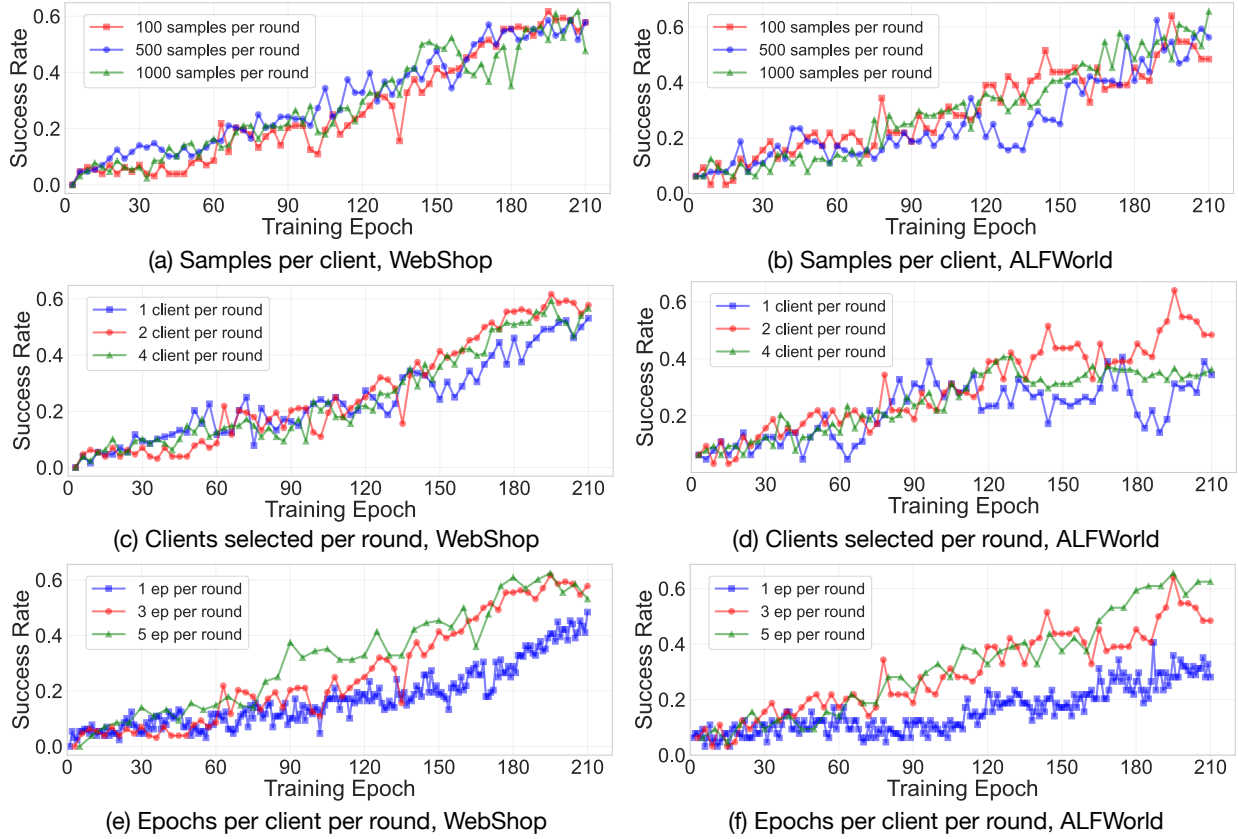 Success Rate
0.6
0.4
0.2
0.0
100 samples per round
500 samples per round
1000 samples per round
0 30 60 90 120 150 180 210
Training Epoch
(a) Samples per client, WebShop
Success Rate
0.6
0.4
0.2
0.0
100 samples per round
500 samples per round
1000 samples per round
0 30 60 90 120 150 180 210
Training Epoch
(b) Samples per client, ALFWorld
Success Rate
0.6
0.4
0.2
0.0
1 client per round
2 client per round
4 client per round
0 30 60 90 120 150 180 210
Training Epoch
(c) Clients selected per round, WebShop
Success Rate
0.6
0.4
0.2
1 client per round
2 client per round
4 client per round
0 30 60 90 120 150 180 210
Training Epoch
(d) Clients selected per round, ALFWorld
Success Rate
0.6
0.4
0.2
0.0
1 ep per round
3 ep per round
5 ep per round
0 30 60 90 120 150 180 210
Training Epoch
(e) Epochs per client per round, WebShop
Success Rate
0.6
0.4
0.2
0.0
1 ep per round
3 ep per round
5 ep per round
0 30 60 90 120 150 180 210
Training Epoch
(f) Epochs per client per round, ALFWorld